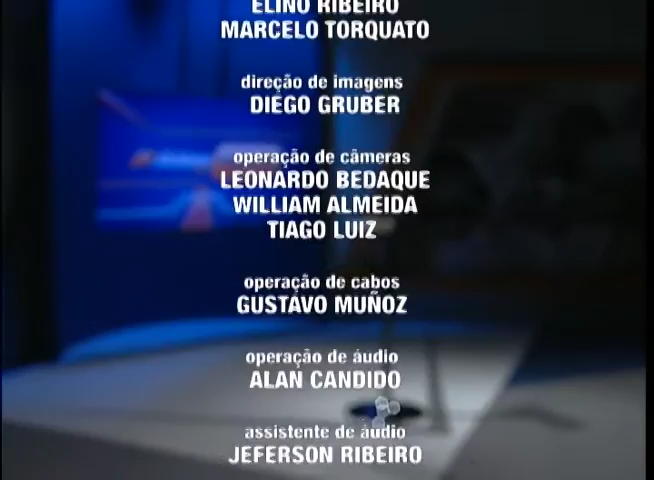 ELINO RIBEIRO
MARCELO TORQUATO
direção de imagens
DIEGO GRUBER
operação de câmeras
LEONARDO BEDAQUE
WILLIAM ALMEIDA
TIAGO LUIZ
operação de cabos
GUSTAVO MUÑOZ
operação de áudio
ALAN CANDIDO
assistente de áudio
JEFERSON RIBEIRO